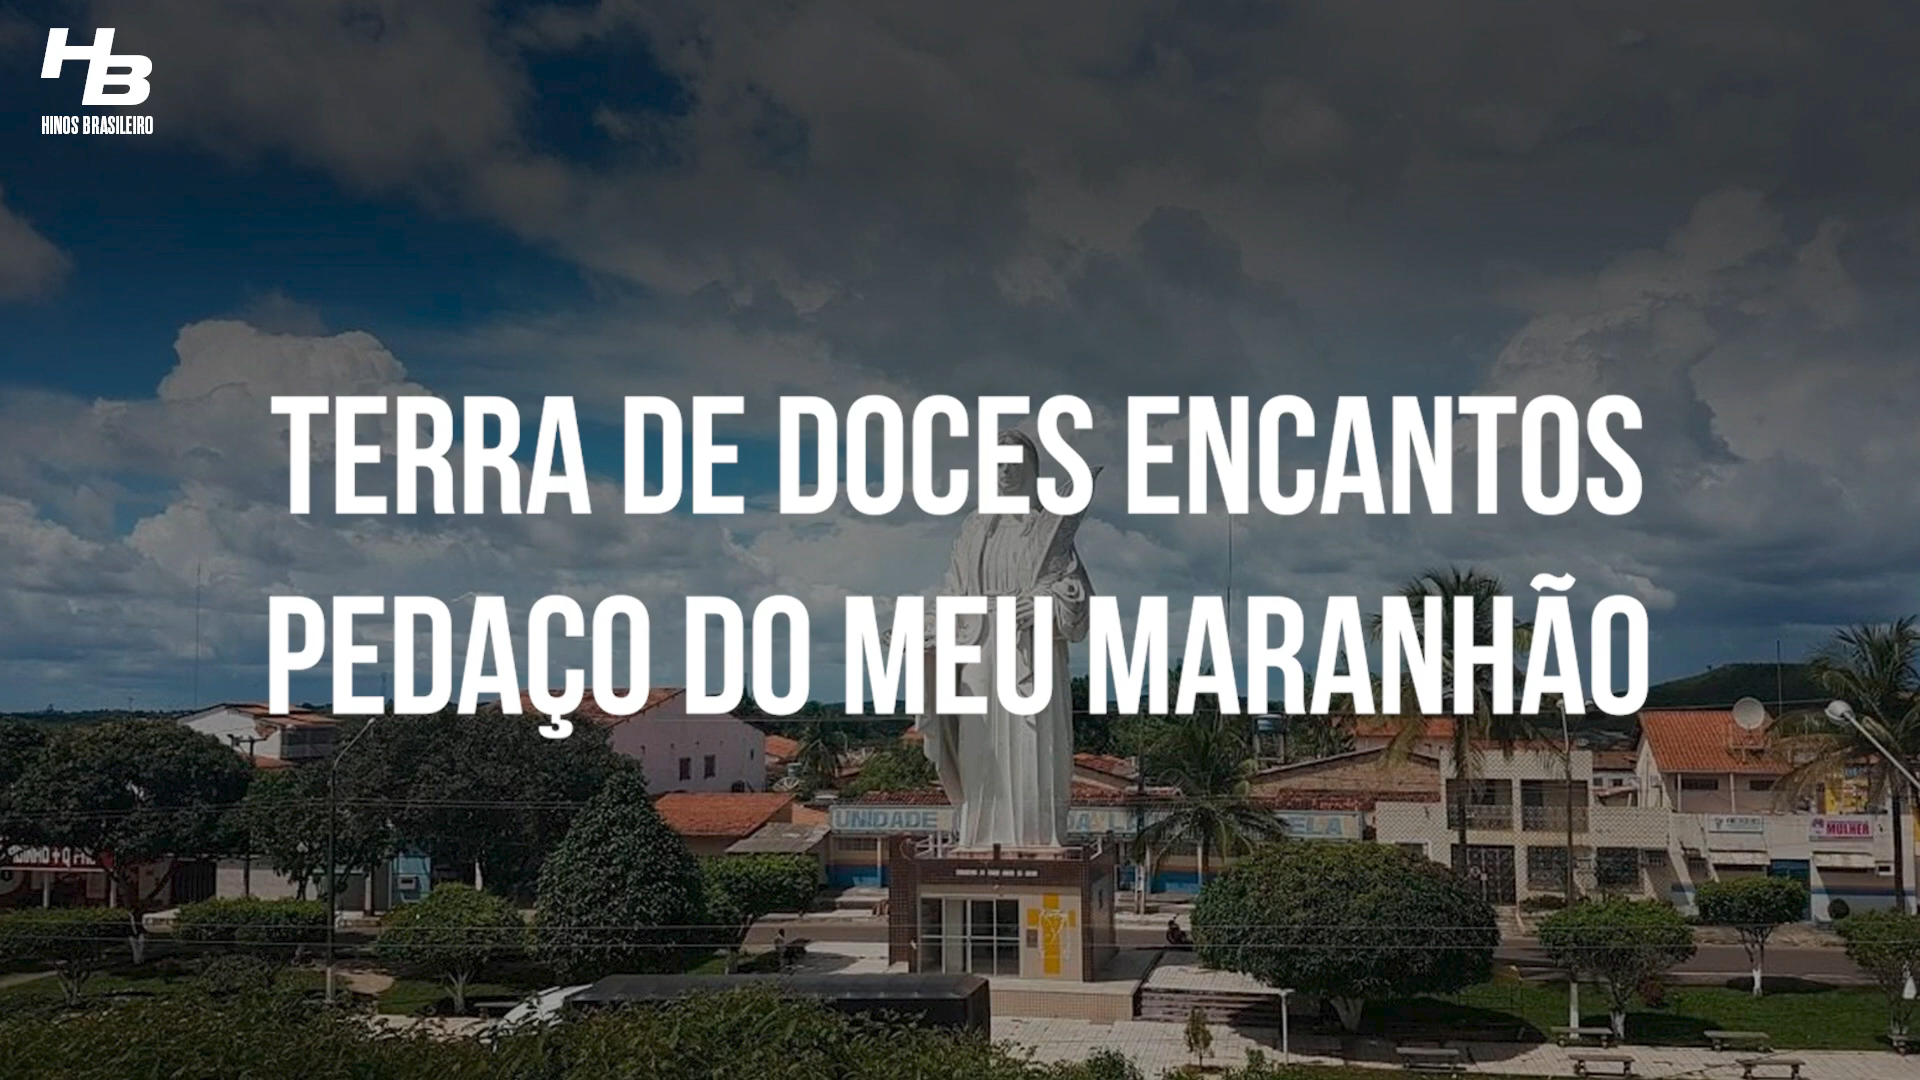 HB
HINOS BRASILEIRO
TERRA DE DOCES ENCANTOS
PEDAÇO DO MEU MARANHÃO
UNIDADE
MULHER